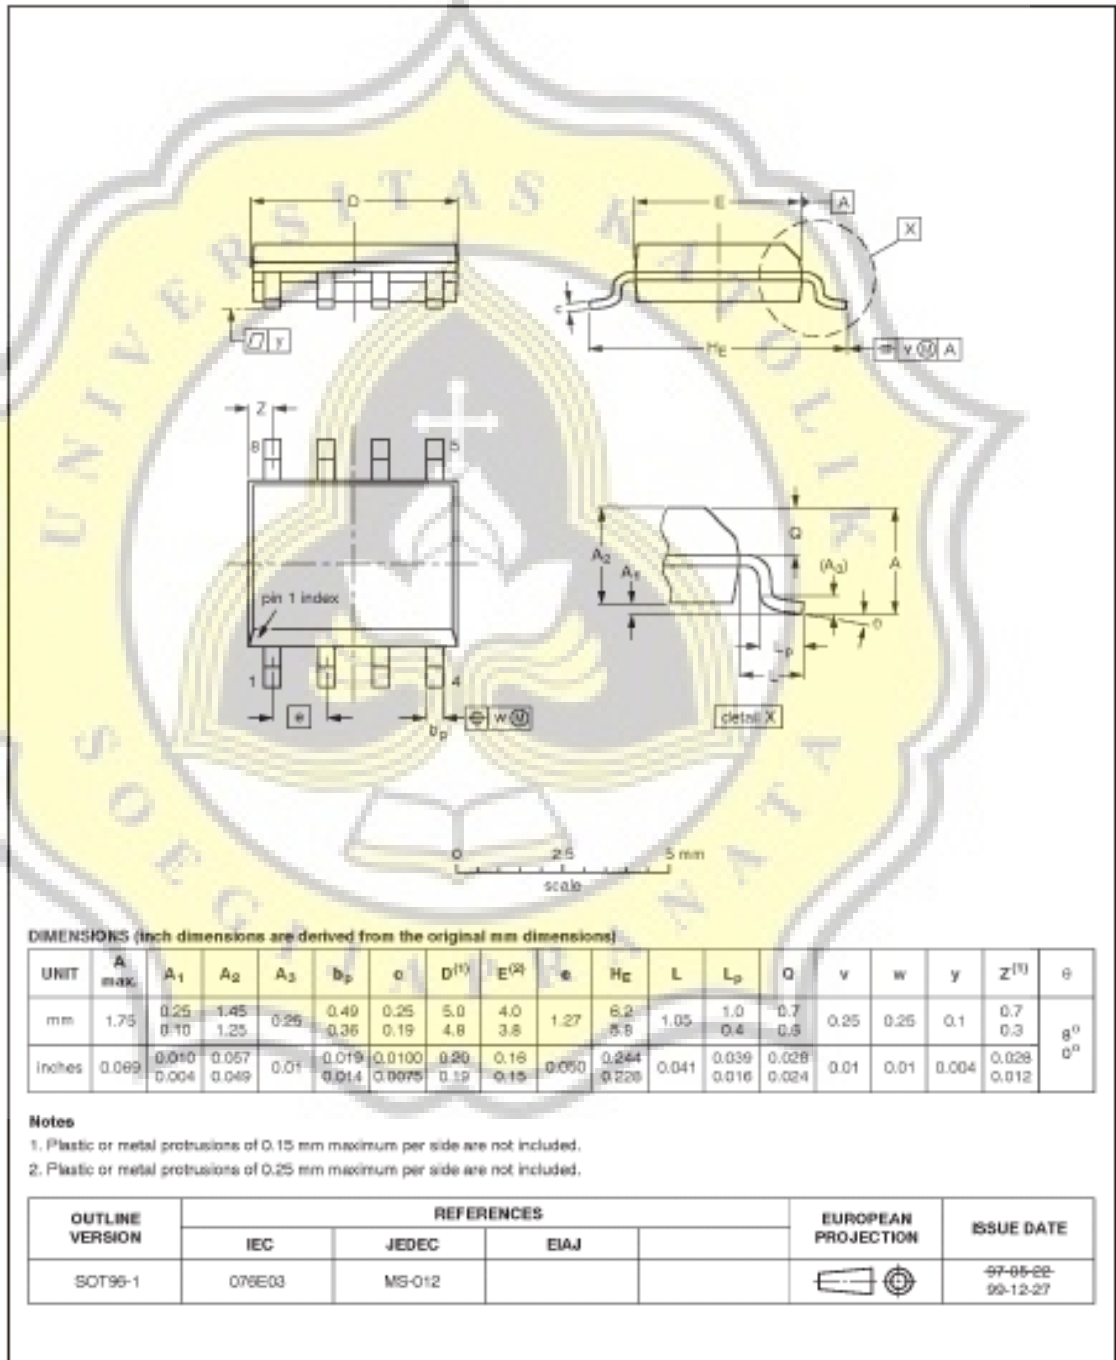 UNIVERSITAS KATOLIK
SOEGIJAPRANATA
D
E
A
X
y
c
HE
v M A
Z
8
5
pin 1 index
1
4
e
bp
w M
A2
A1
Q
(A3)
A
θ
Lp
L
detail X
0 2.5 5 mm
scale
DIMENSIONS (inch dimensions are derived from the original mm dimensions)
UNIT A max. A1 A2 A3 bp c D(1) E(2) e HE L Lp Q v w y Z(1) θ
mm 1.75 0.25 0.10 1.45 1.25 0.25 0.49 0.36 0.25 0.19 5.0 4.8 4.0 3.8 1.27 6.2 5.8 1.05 1.0 0.4 0.7 0.6 0.25 0.25 0.1 0.7 0.3 8o 0o
inches 0.069 0.010 0.004 0.057 0.049 0.01 0.019 0.014 0.0100 0.0075 0.20 0.19 0.16 0.15 0.050 0.244 0.228 0.041 0.039 0.016 0.028 0.024 0.01 0.01 0.004 0.028 0.012
Notes
1. Plastic or metal protrusions of 0.15 mm maximum per side are not included.
2. Plastic or metal protrusions of 0.25 mm maximum per side are not included.
OUTLINE VERSION REFERENCES EUROPEAN PROJECTION ISSUE DATE
IEC JEDEC EIAJ
SOT96-1 076E03 MS-012 97-05-22
99-12-27